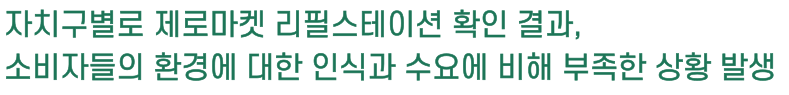 자치구별로 제로마켓 리필스테이션 확인 결과,
소비자들의 환경에 대한 인식과 수요에 비해 부족한 상황 발생